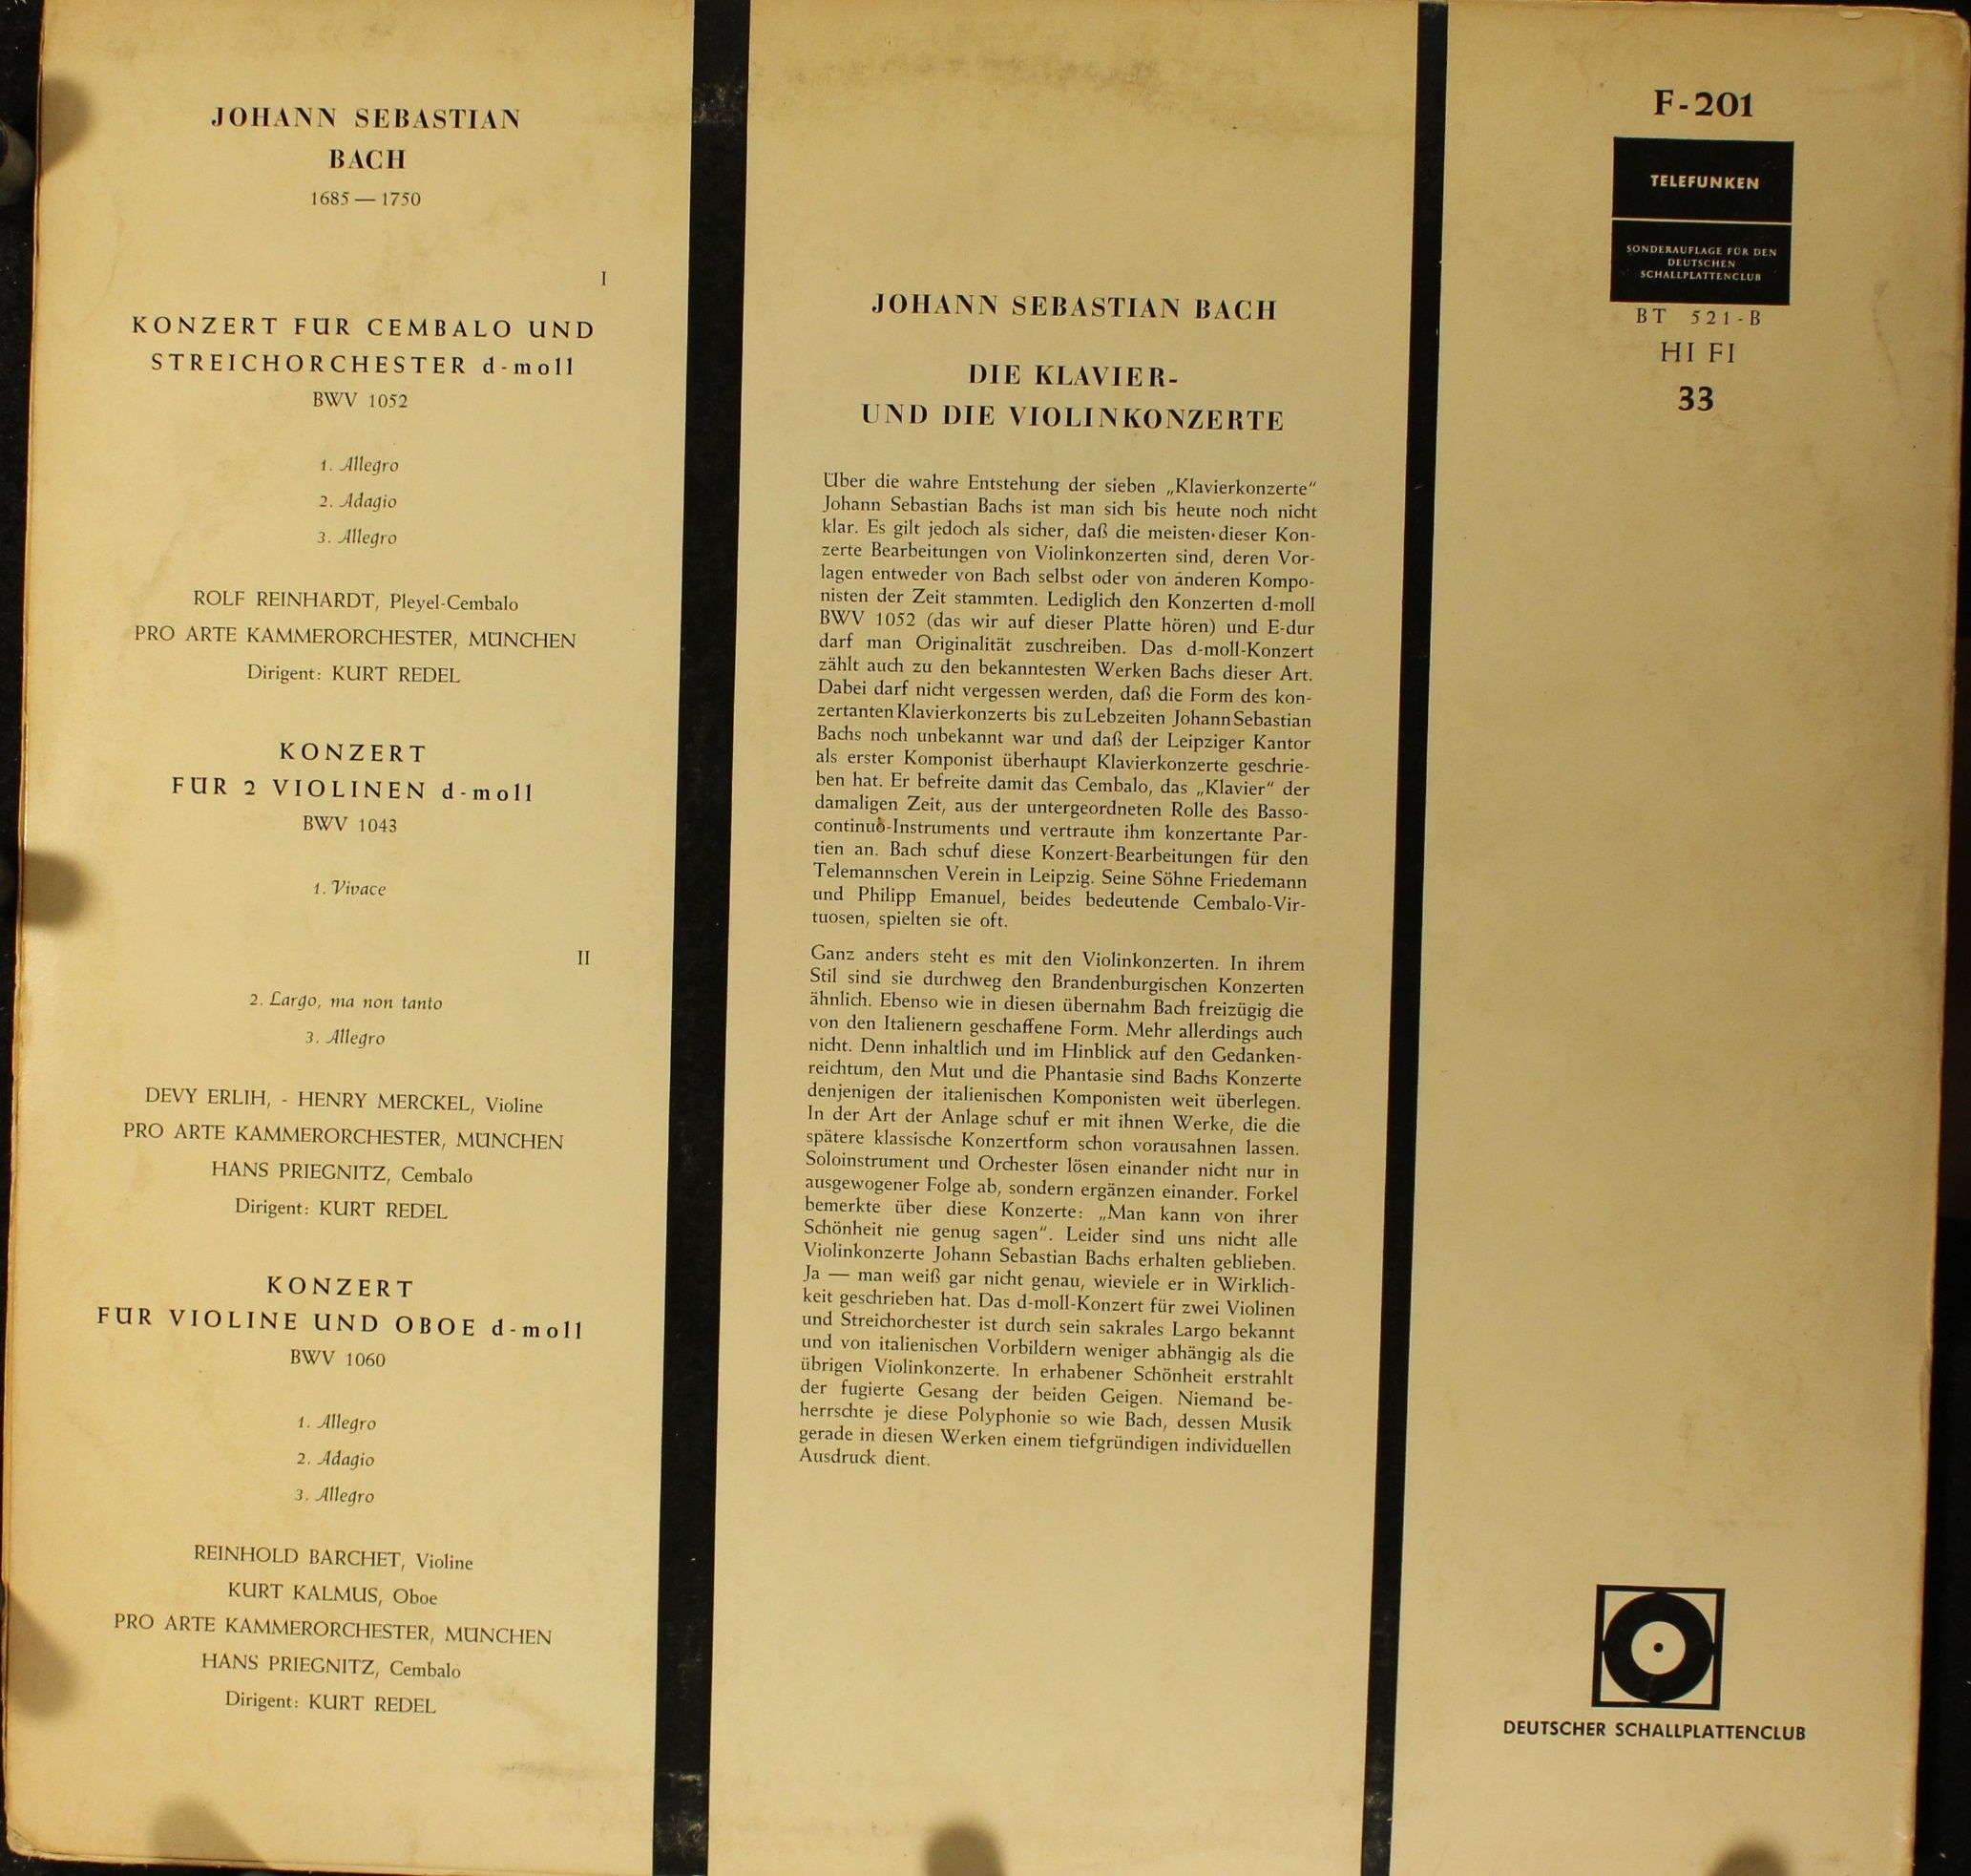 JOHANN SEBASTIAN
BACH
1685 — 1750
I
KONZERT FÜR CEMBALO UND
STREICHORCHESTER d-moll
BWV 1052
1. Allegro
2. Adagio
3. Allegro
ROLF REINHARDT, Pleyel-Cembalo
PRO ARTE KAMMERORCHESTER, MÜNCHEN
Dirigent: KURT REDEL
KONZERT
FÜR 2 VIOLINEN d-moll
BWV 1043
1. Vivace
II
2. Largo, ma non tanto
3. Allegro
DEVY ERLIH, - HENRY MERCKEL, Violine
PRO ARTE KAMMERORCHESTER, MÜNCHEN
HANS PRIEGNITZ, Cembalo
Dirigent: KURT REDEL
KONZERT
FÜR VIOLINE UND OBOE d-moll
BWV 1060
1. Allegro
2. Adagio
3. Allegro
REINHOLD BARCHET, Violine
KURT KALMUS, Oboe
PRO ARTE KAMMERORCHESTER, MÜNCHEN
HANS PRIEGNITZ, Cembalo
Dirigent: KURT REDEL
JOHANN SEBASTIAN BACH
DIE KLAVIER-
UND DIE VIOLINKONZERTE
Über die wahre Entstehung der sieben „Klavierkonzerte“
Johann Sebastian Bachs ist man sich bis heute noch nicht
klar. Es gilt jedoch als sicher, daß die meisten dieser Kon-
zerte Bearbeitungen von Violinkonzerten sind, deren Vor-
lagen entweder von Bach selbst oder von anderen Kompo-
nisten der Zeit stammten. Lediglich den Konzerten d-moll
BWV 1052 (das wir auf dieser Platte hören) und E-dur
darf man Originalität zuschreiben. Das d-moll-Konzert
zählt auch zu den bekanntesten Werken Bachs dieser Art.
Dabei darf nicht vergessen werden, daß die Form des kon-
zertanten Klavierkonzerts bis zu Lebzeiten Johann Sebastian
Bachs noch unbekannt war und daß der Leipziger Kantor
als erster Komponist überhaupt Klavierkonzerte geschrie-
ben hat. Er befreite damit das Cembalo, das „Klavier“ der
damaligen Zeit, aus der untergeordneten Rolle des Basso-
continuo-Instruments und vertraute ihm konzertante Par-
tien an. Bach schuf diese Konzert-Bearbeitungen für den
Telemannschen Verein in Leipzig. Seine Söhne Friedemann
und Philipp Emanuel, beides bedeutende Cembalo-Vir-
tuosen, spielten sie oft.
Ganz anders steht es mit den Violinkonzerten. In ihrem
Stil sind sie durchweg den Brandenburgischen Konzerten
ähnlich. Ebenso wie in diesen übernahm Bach freizügig die
von den Italienern geschaffene Form. Mehr allerdings auch
nicht. Denn inhaltlich und im Hinblick auf den Gedanken-
reichtum, den Mut und die Phantasie sind Bachs Konzerte
denjenigen der italienischen Komponisten weit überlegen.
In der Art der Anlage schuf er mit ihnen Werke, die die
spätere klassische Konzertform schon vorausahnen lassen.
Soloinstrument und Orchester lösen einander nicht nur in
ausgewogener Folge ab, sondern ergänzen einander. Forkel
bemerkte über diese Konzerte: „Man kann von ihrer
Schönheit nie genug sagen“. Leider sind uns nicht alle
Violinkonzerte Johann Sebastian Bachs erhalten geblieben.
Ja — man weiß gar nicht genau, wieviele er in Wirklich-
keit geschrieben hat. Das d-moll-Konzert für zwei Violinen
und Streichorchester ist durch sein sakrales Largo bekannt
und von italienischen Vorbildern weniger abhängig als die
übrigen Violinkonzerte. In erhabener Schönheit erstrahlt
der fugierte Gesang der beiden Geigen. Niemand be-
herrschte je diese Polyphonie so wie Bach, dessen Musik
gerade in diesen Werken einem tiefgründigen individuellen
Ausdruck dient.
F-201
TELEFUNKEN
SONDERAUFLAGE FÜR DEN
DEUTSCHEN
SCHALLPLATTENCLUB
BT 521-B
HI FI
33
DEUTSCHER SCHALLPLATTENCLUB